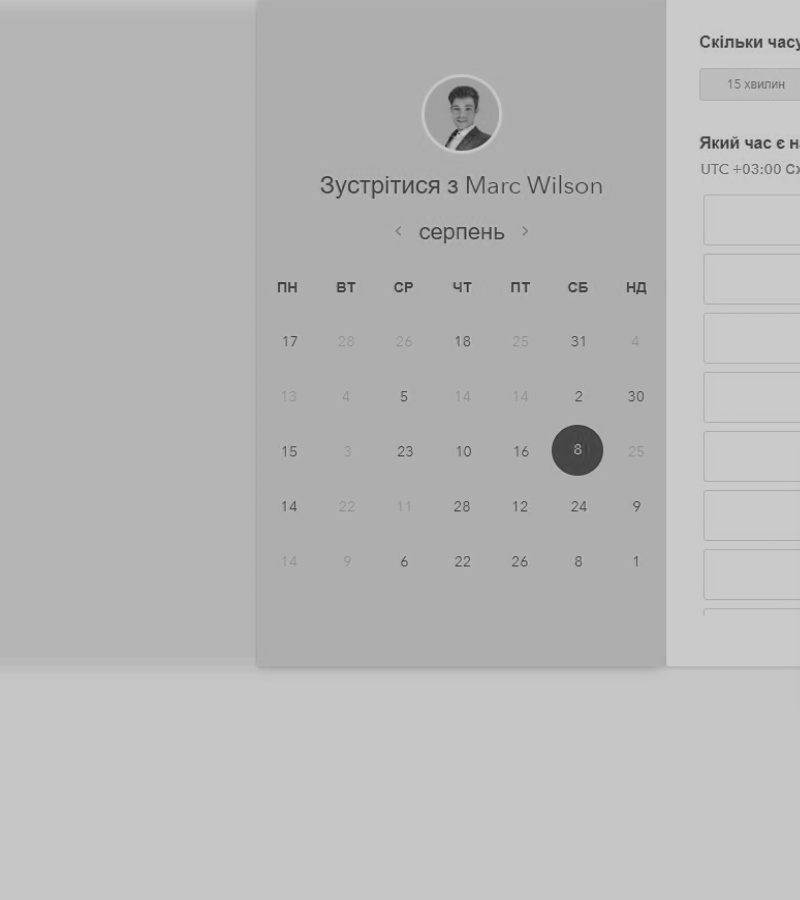 Зустрітися з Marc Wilson
‹ серпень ›
ПН ВТ СР ЧТ ПТ СБ НД
17 28 26 18 25 31 4
13 4 5 14 14 2 30
15 3 23 10 16 8 25
14 22 11 28 12 24 9
14 9 6 22 26 8 1
Скільки часу
15 хвилин
Який час є
UTC +03:00